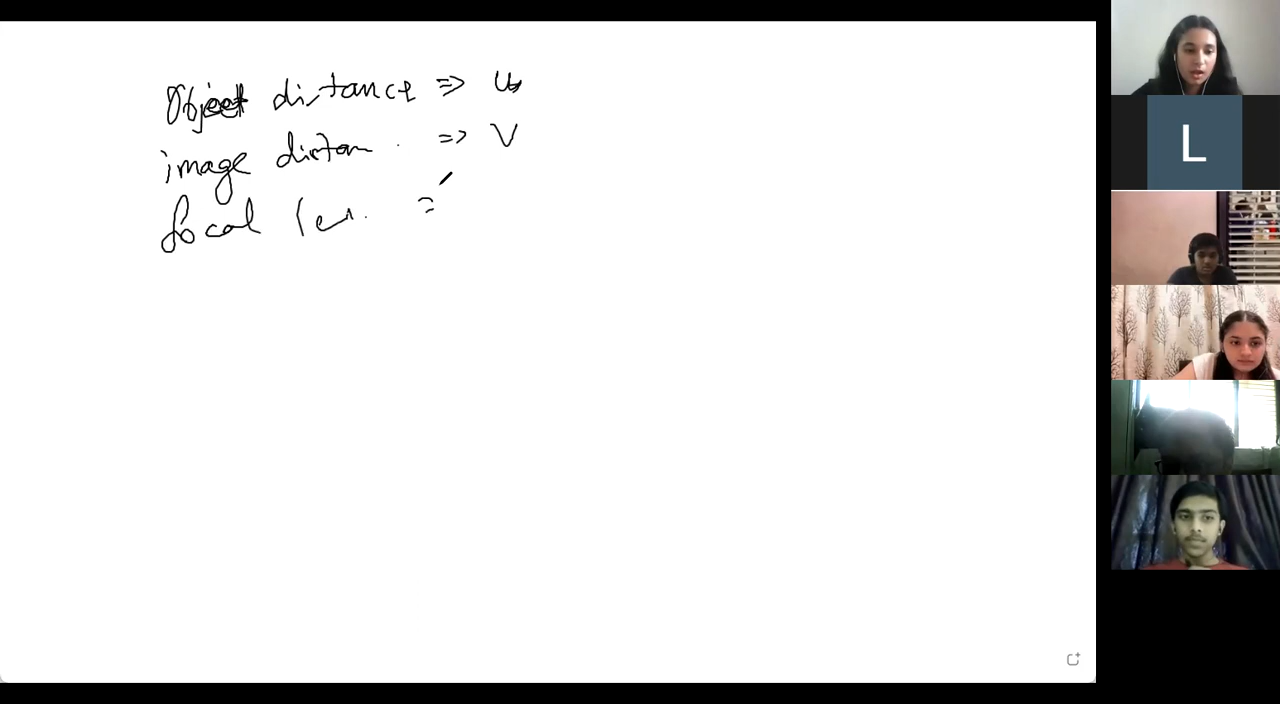 Object distance => u
image distan . => V
focal len. =
L